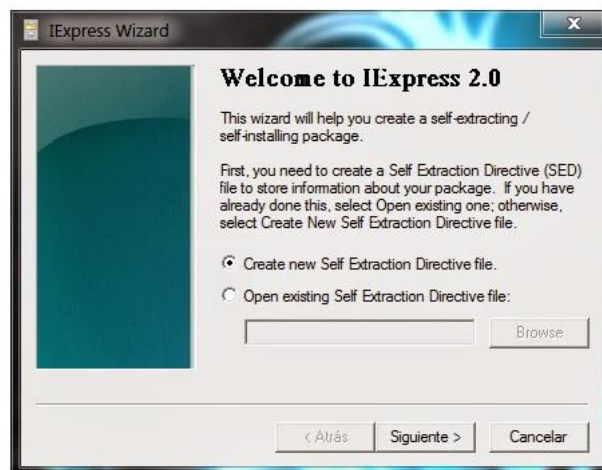 IExpress Wizard
x
Welcome to IExpress 2.0
This wizard will help you create a self-extracting /
self-installing package.
First, you need to create a Self Extraction Directive (SED)
file to store information about your package. If you have
already done this, select Open existing one; otherwise,
select Create New Self Extraction Directive file.
Create new Self Extraction Directive file.
Open existing Self Extraction Directive file:
Browse
< Atrás Siguiente > Cancelar